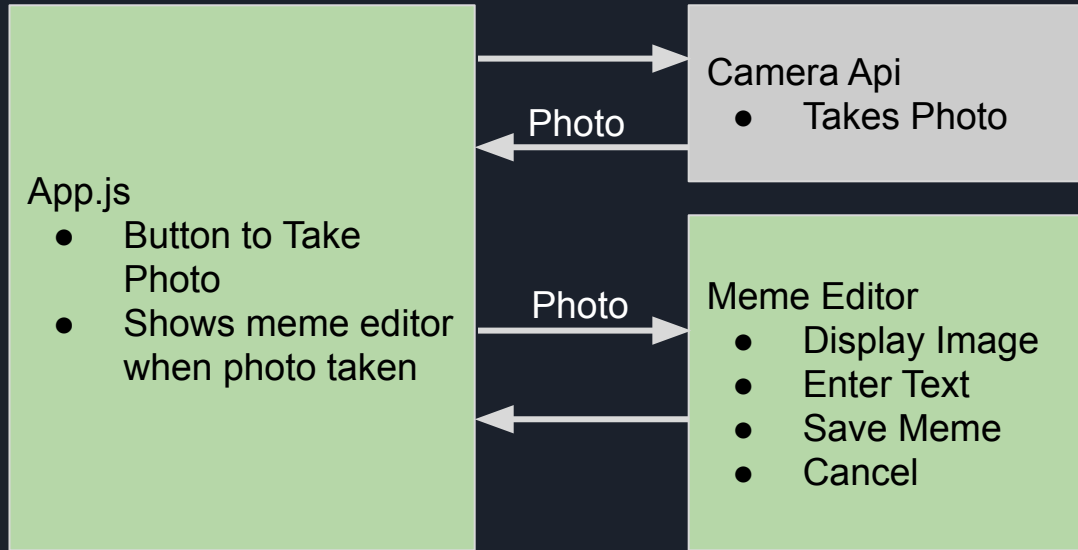 App.js
● Button to Take
Photo
● Shows meme editor
when photo taken
Photo
Photo
Camera Api
● Takes Photo
Meme Editor
● Display Image
● Enter Text
● Save Meme
● Cancel